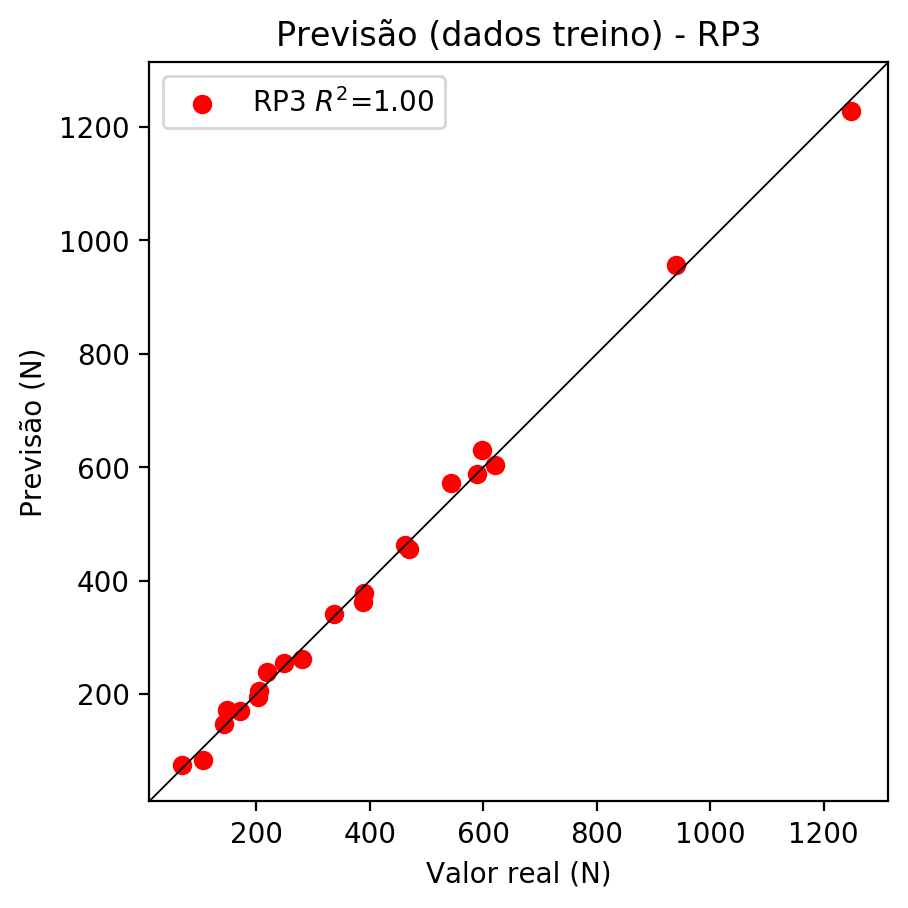 Previsão (dados treino) - RP3
RP3 R²=1.00
1200
1000
800
600
400
200
Previsão (N)
200 400 600 800 1000 1200
Valor real (N)